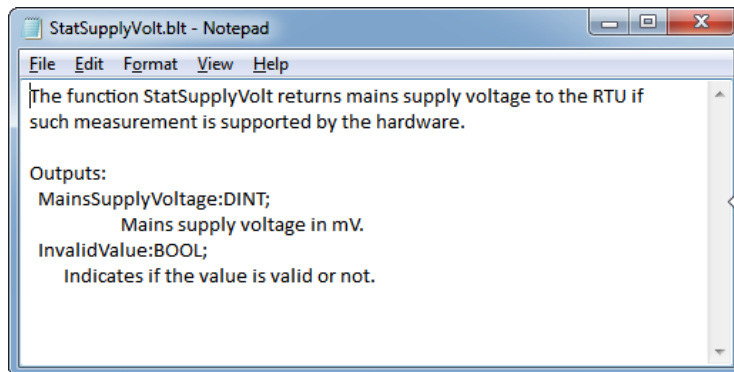 StatSupplyVolt.blt - Notepad
File Edit Format View Help
The function StatSupplyVolt returns mains supply voltage to the RTU if
such measurement is supported by the hardware.
Outputs:
MainsSupplyVoltage:DINT;
Mains supply voltage in mV.
InvalidValue:BOOL;
Indicates if the value is valid or not.